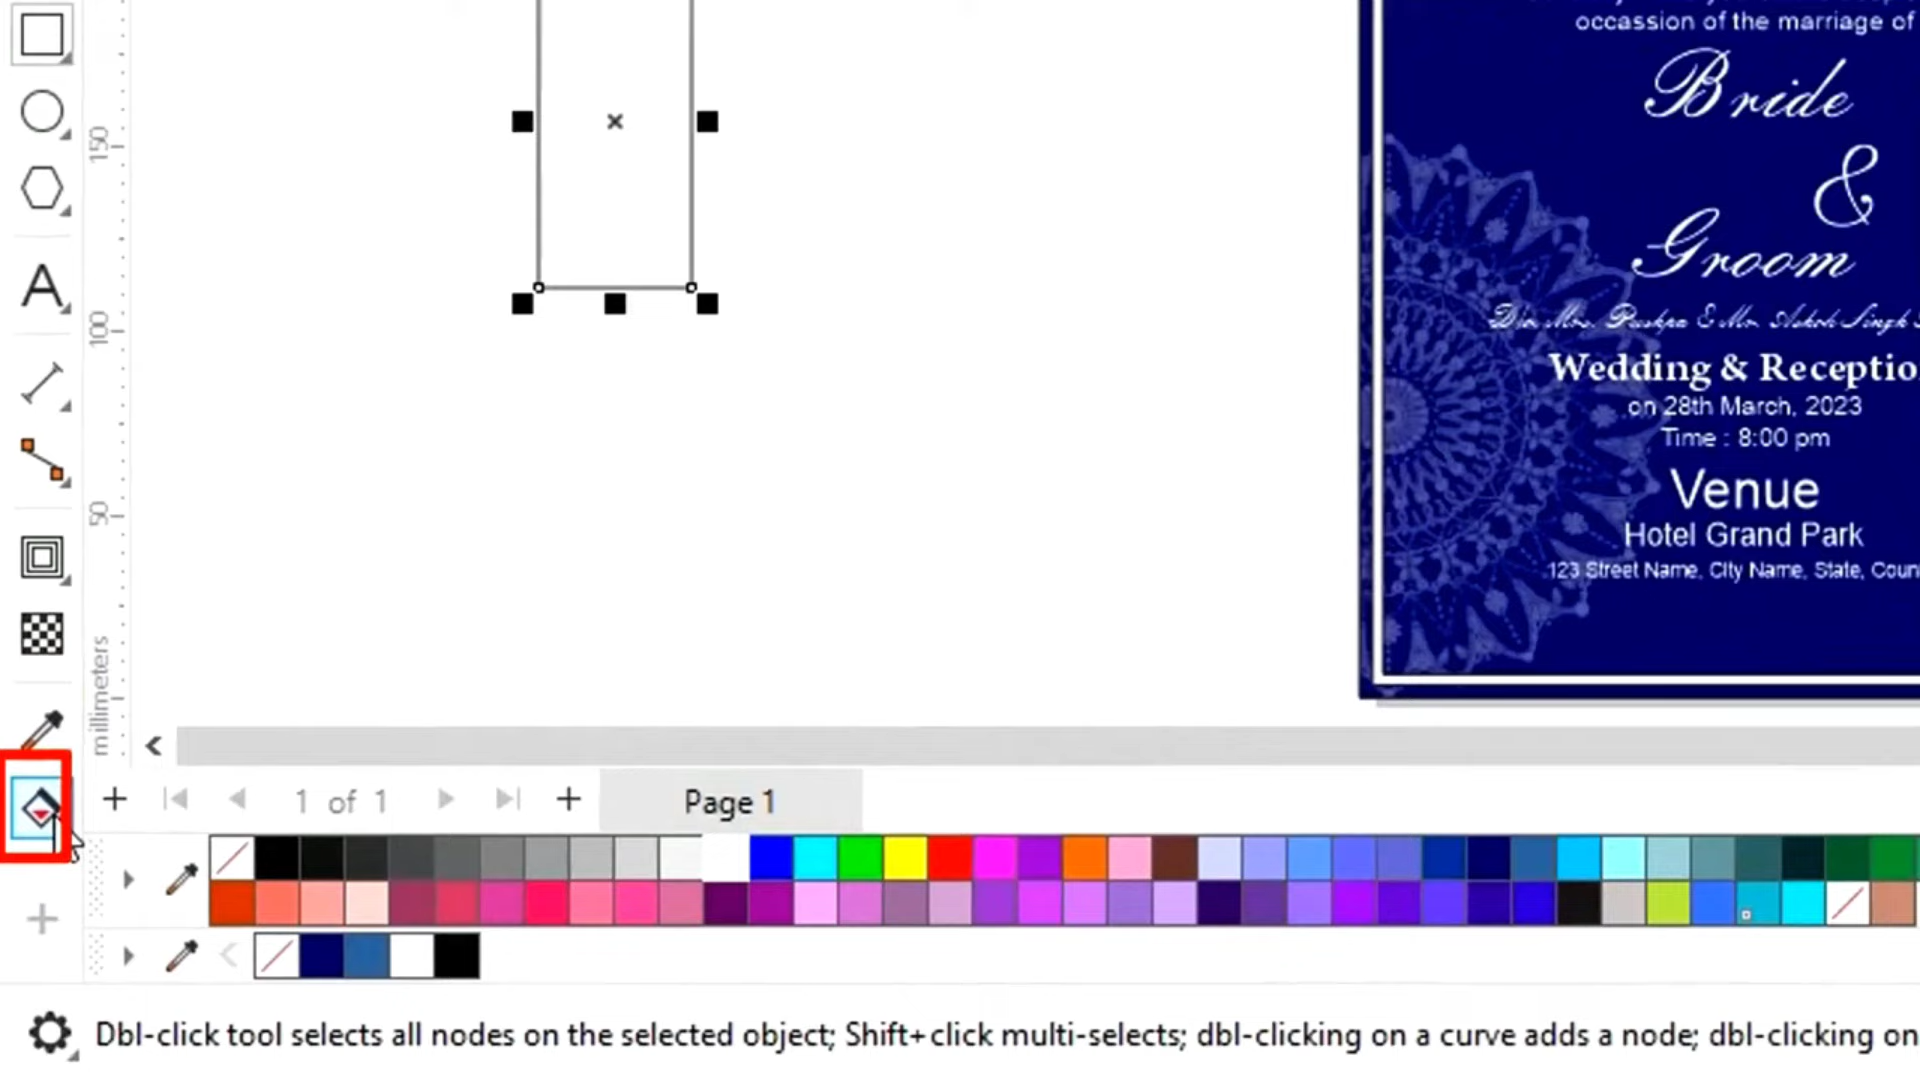 occassion of the marriage of
Bride
&
Groom
Wedding & Receptio
on 28th March, 2023
Time : 8:00 pm
Venue
Hotel Grand Park
123 Street Name, City Name, State, Coun
A
150
100
50
millimeters
1 of 1
Page 1
Dbl-click tool selects all nodes on the selected object; Shift+click multi-selects; dbl-clicking on a curve adds a node; dbl-clicking on